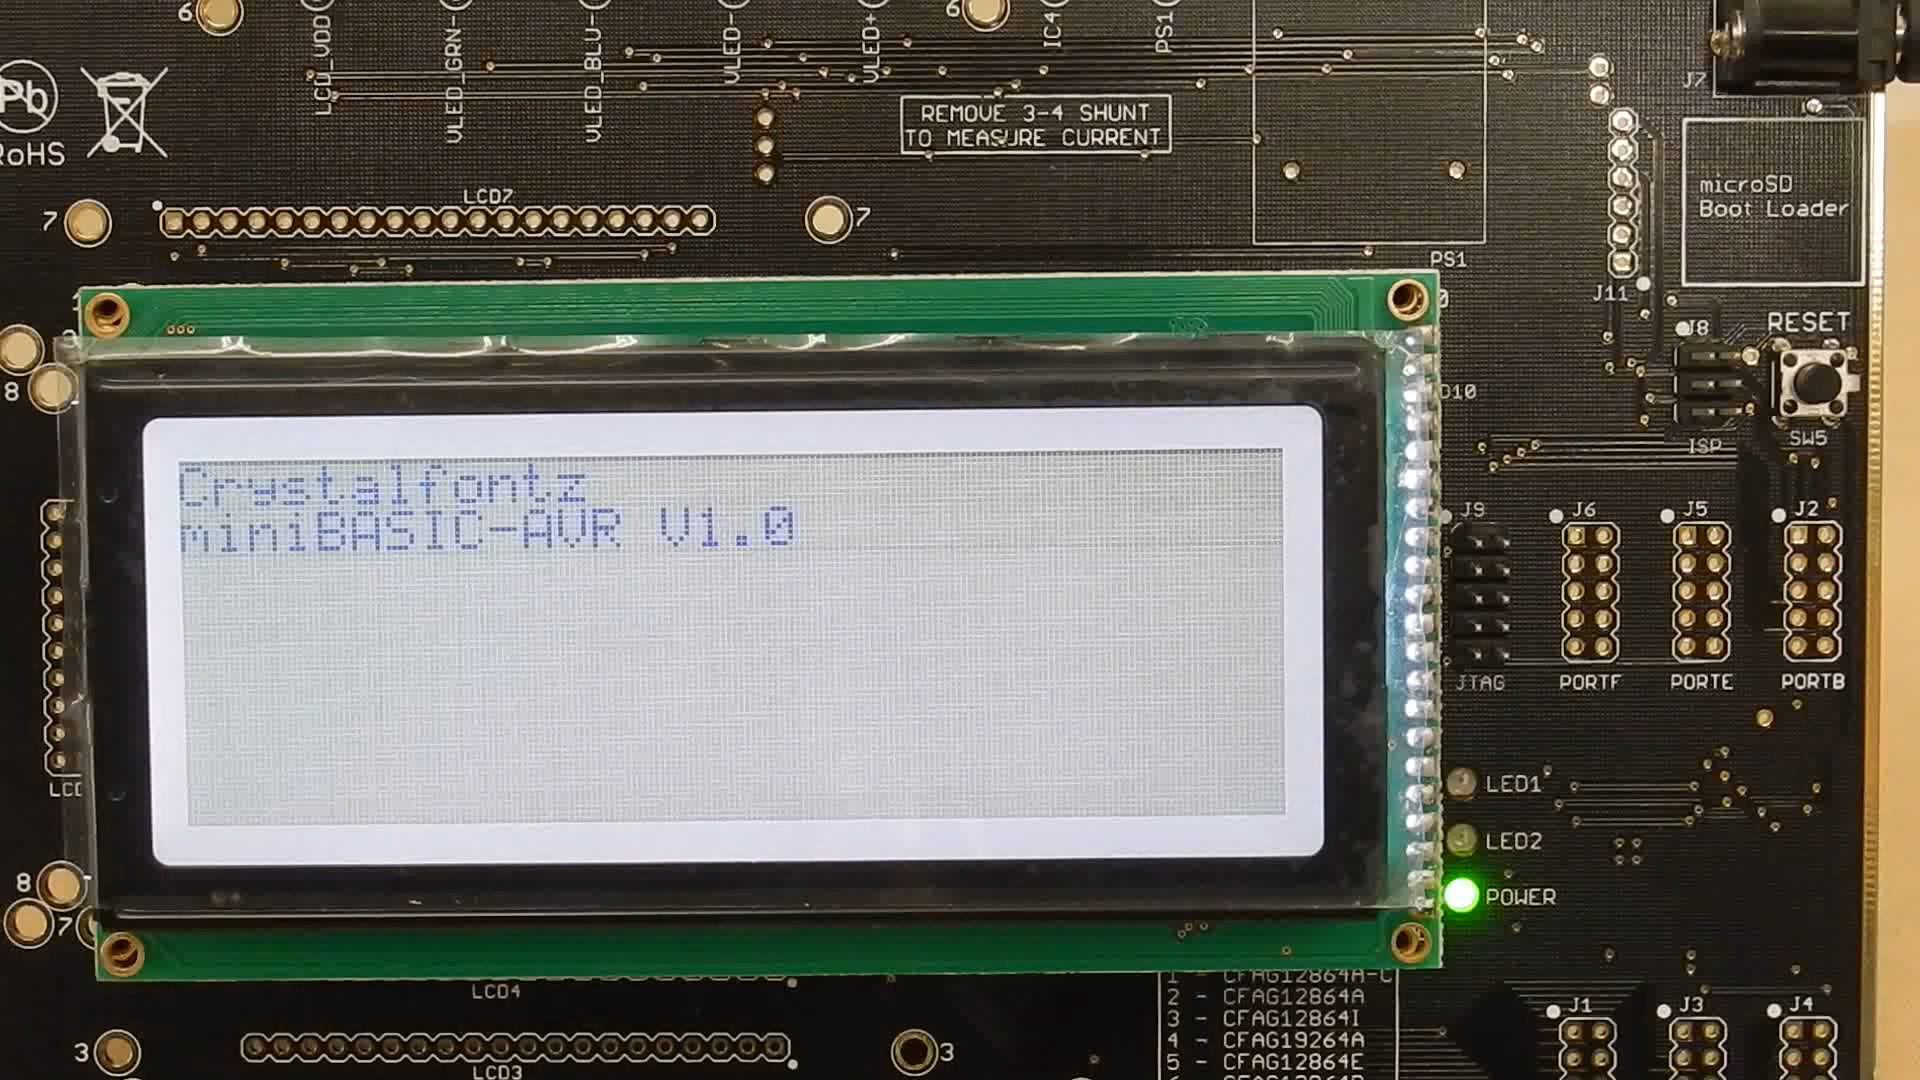 6
6
LCD_VDD(
VLED_GRN-(
VLED_BLU-(
VLED-(
VLED+(
IC4(
PS1(
J7
Pb
RoHS
REMOVE 3-4 SHUNT
TO MEASURE CURRENT
microSD
Boot Loader
LCD7
7
7
PS1
J11
J8
RESET
8
D10
ISP
SW5
Crystalfontz
miniBASIC-AVR V1.0
J9
J6
J5
J2
JTAG
PORTF
PORTE
PORTB
LED1
LED2
8
POWER
7
LCD4
1 - CFAG12864A-C
2 - CFAG12864A
3 - CFAG12864I
4 - CFAG19264A
5 - CFAG12864E
J1
J3
J4
3
3
LCD3